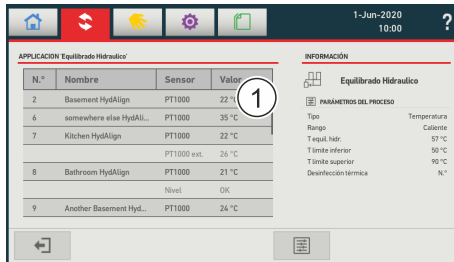 1-Jun-2020
10:00
?
APPLICACION 'Equilibrado Hidraulico'
N.° Nombre Sensor Valor
2 Basement HydAlign PT1000 22 °C
6 somewhere else HydAli... PT1000 35 °C
7 Kitchen HydAlign PT1000 22 °C
PT1000 ext. 26 °C
8 Bathroom HydAlign PT1000 21 °C
Nivel OK
9 Another Basement Hyd... PT1000 24 °C
1
INFORMACIÓN
Equilibrado Hidraulico
PARÁMETROS DEL PROCESO
Tipo Temperatura
Rango Caliente
T equil. hidr. 57 °C
T limite inferior 50 °C
T limite superior 90 °C
Desinfección térmica N.°